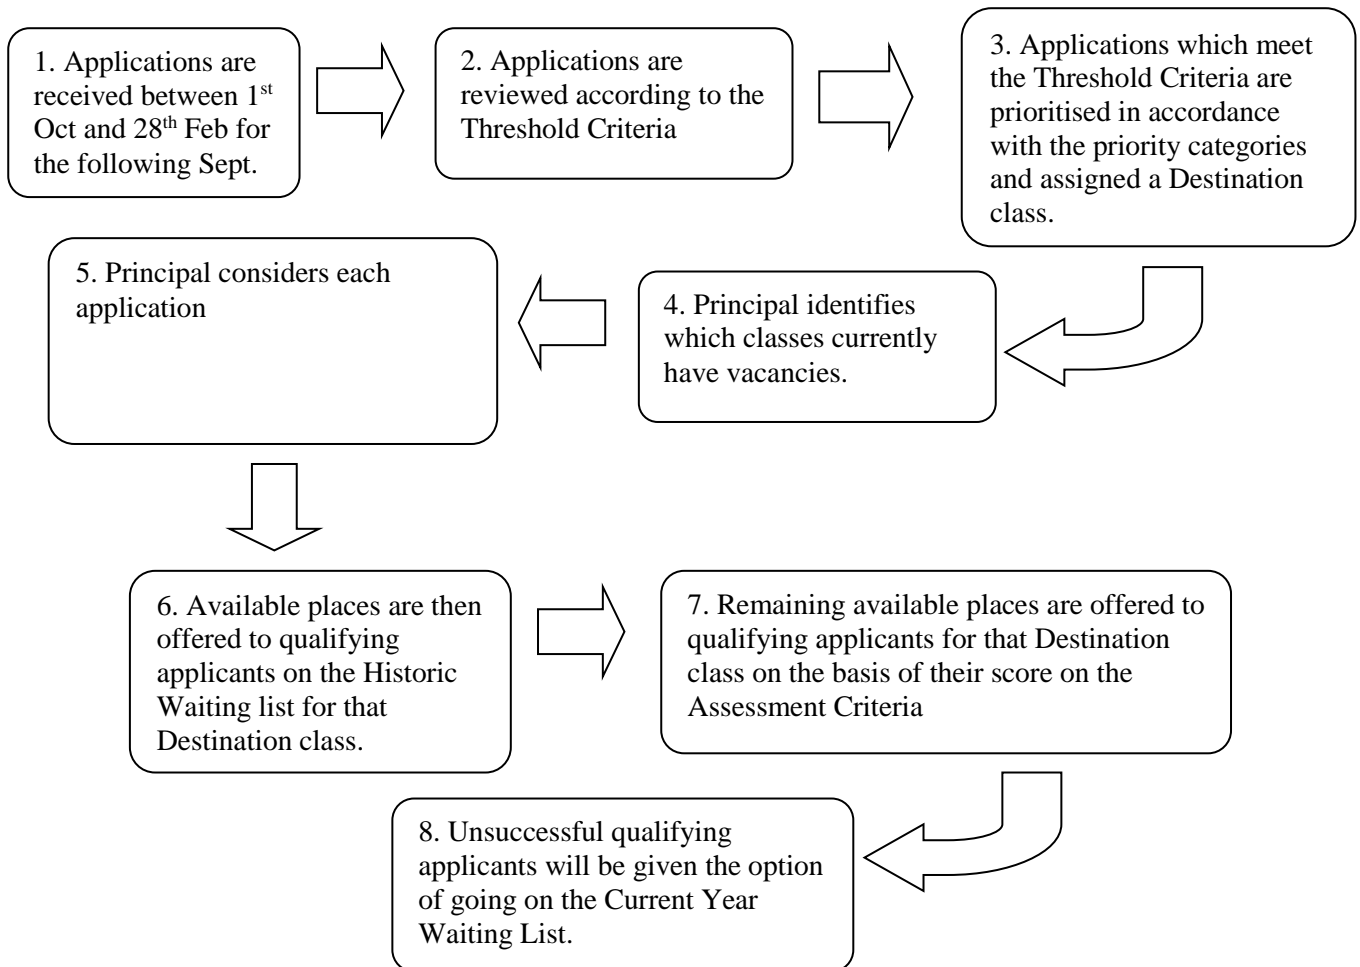 1. Applications are
received between 1st
Oct and 28th Feb for
the following Sept.
2. Applications are
reviewed according to the
Threshold Criteria
3. Applications which meet
the Threshold Criteria are
prioritised in accordance
with the priority categories
and assigned a Destination
class.
4. Principal identifies
which classes currently
have vacancies.
5. Principal considers each
application
6. Available places are then
offered to qualifying
applicants on the Historic
Waiting list for that
Destination class.
7. Remaining available places are offered to
qualifying applicants for that Destination
class on the basis of their score on the
Assessment Criteria
8. Unsuccessful qualifying
applicants will be given the option
of going on the Current Year
Waiting List.